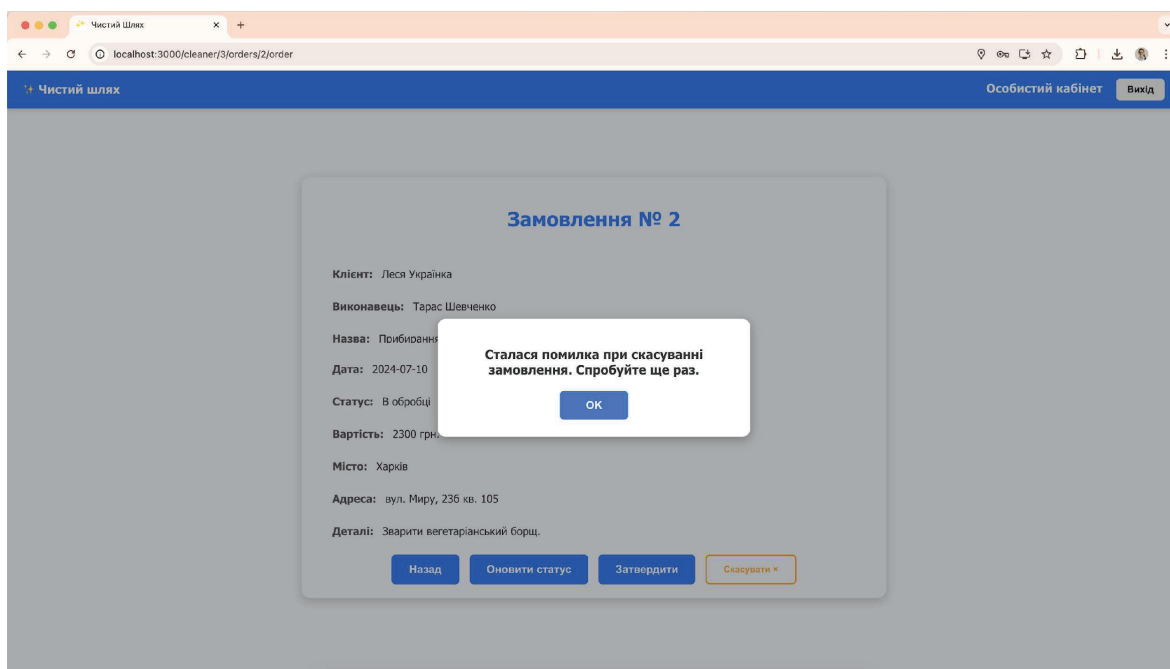 Чистий Шлях
localhost:3000/cleaner/3/orders/2/order
Чистий шлях
Особистий кабінет Вихід
Замовлення № 2
Клієнт: Леся Українка
Виконавець: Тарас Шевченко
Назва: Прибирання
Сталася помилка при скасуванні
замовлення. Спробуйте ще раз.
Дата: 2024-07-10
Статус: В обробці
OK
Вартість: 2300 грн.
Місто: Харків
Адреса: вул. Миру, 23б кв. 105
Деталі: Зварити вегетаріанський борщ.
Назад Оновити статус Затвердити Скасувати ×